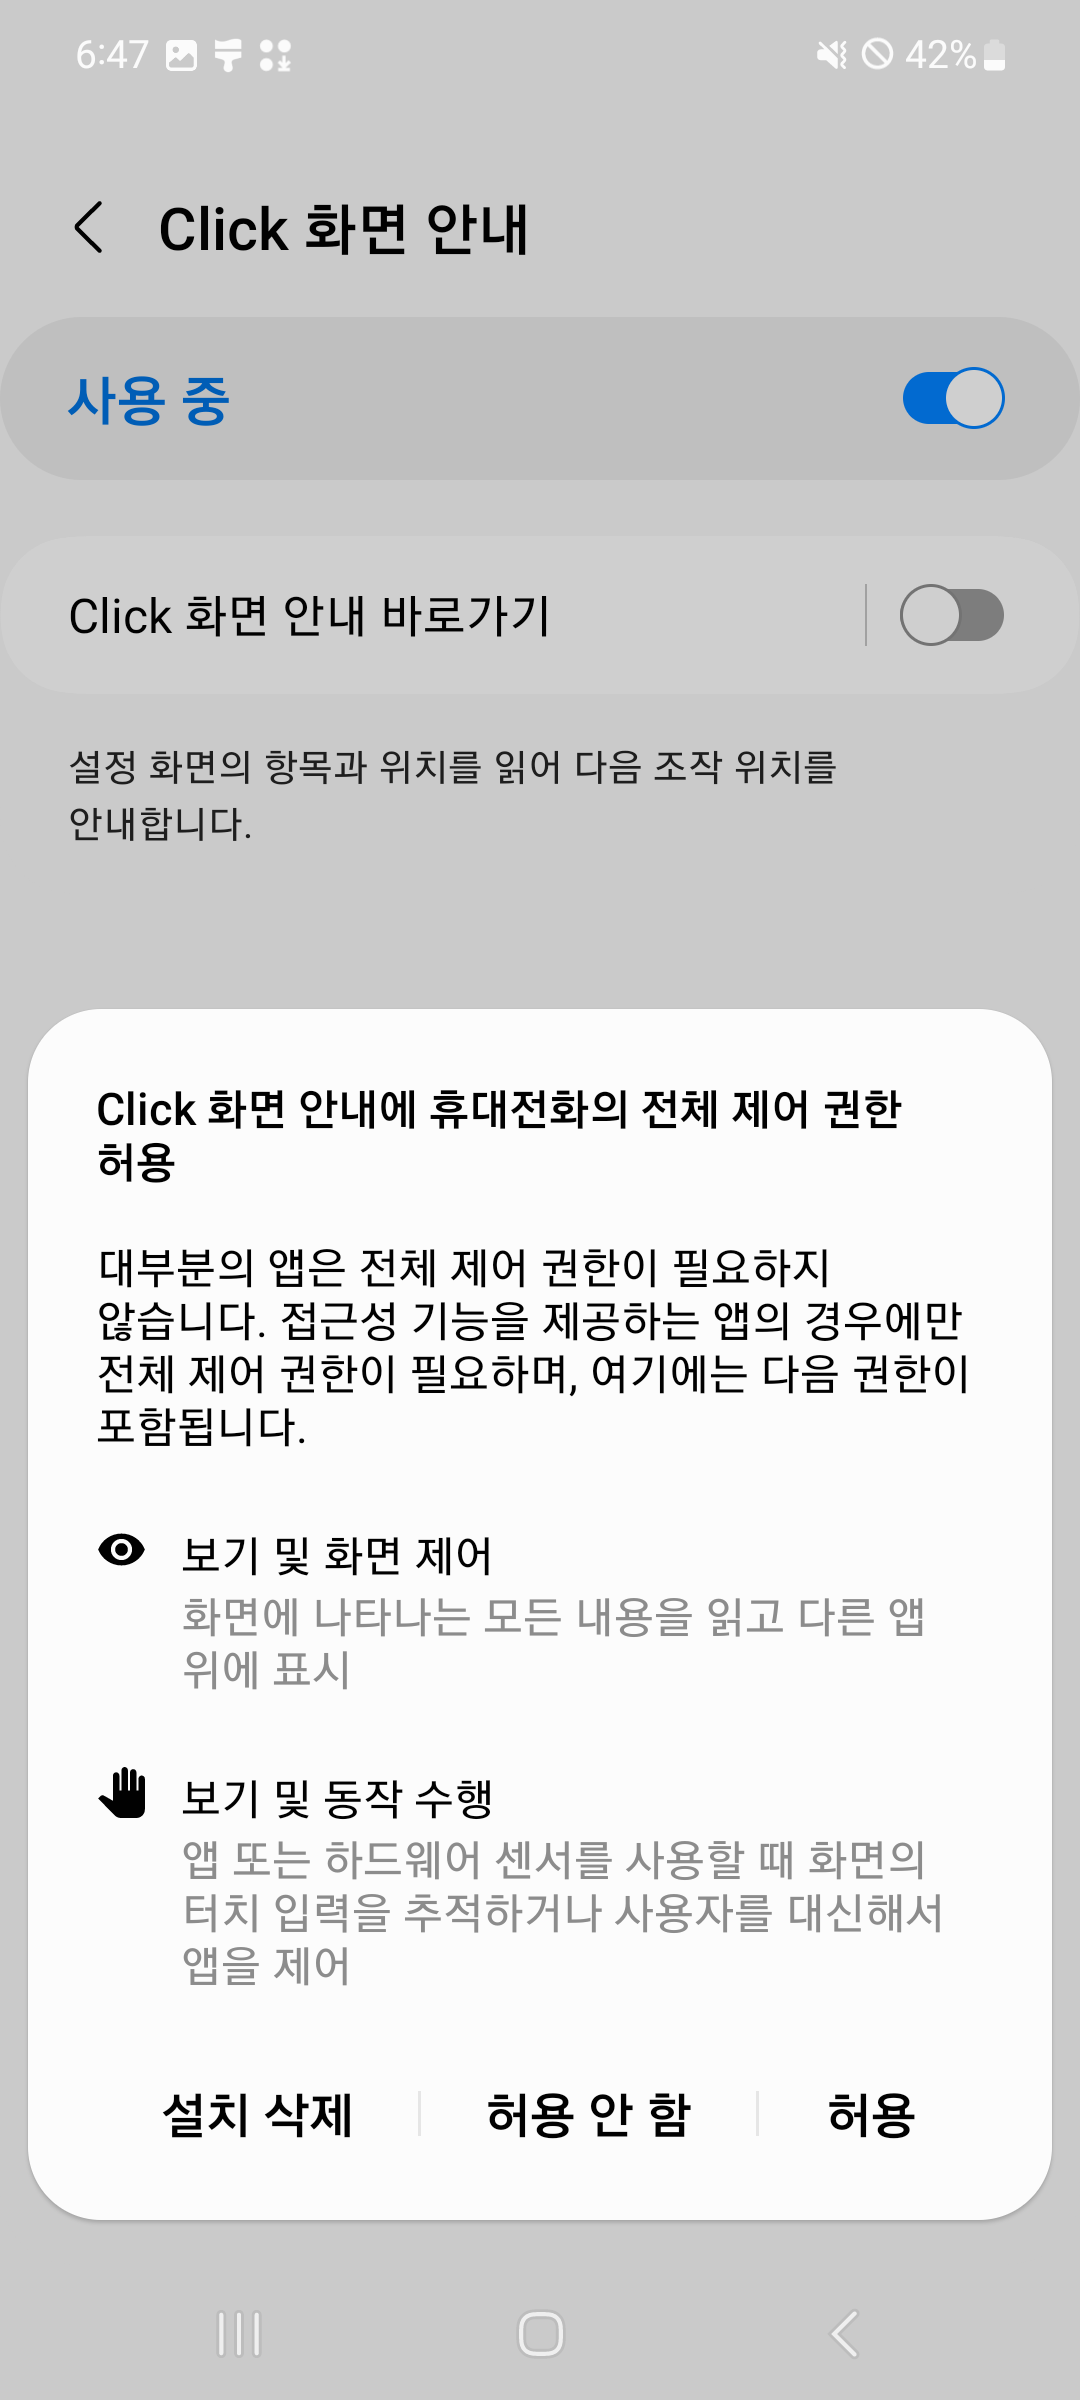 6:47
42%
Click 화면 안내
사용 중
Click 화면 안내 바로가기
설정 화면의 항목과 위치를 읽어 다음 조작 위치를
안내합니다.
Click 화면 안내에 휴대전화의 전체 제어 권한
허용
대부분의 앱은 전체 제어 권한이 필요하지
않습니다. 접근성 기능을 제공하는 앱의 경우에만
전체 제어 권한이 필요하며, 여기에는 다음 권한이
포함됩니다.
보기 및 화면 제어
화면에 나타나는 모든 내용을 읽고 다른 앱
위에 표시
보기 및 동작 수행
앱 또는 하드웨어 센서를 사용할 때 화면의
터치 입력을 추적하거나 사용자를 대신해서
앱을 제어
설치 삭제
허용 안 함
허용